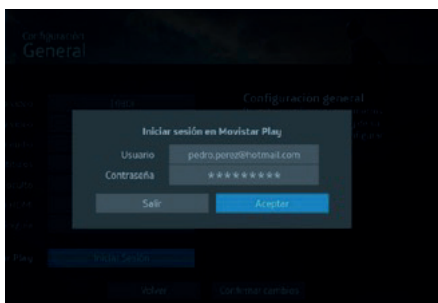 Configuración
General
Configuración general
Iniciar sesión en Movistar Play
Usuario pedro.perez@hotmail.com
Contraseña *********
Salir Aceptar
Play Iniciar Sesión
Volver Confirmar cambios